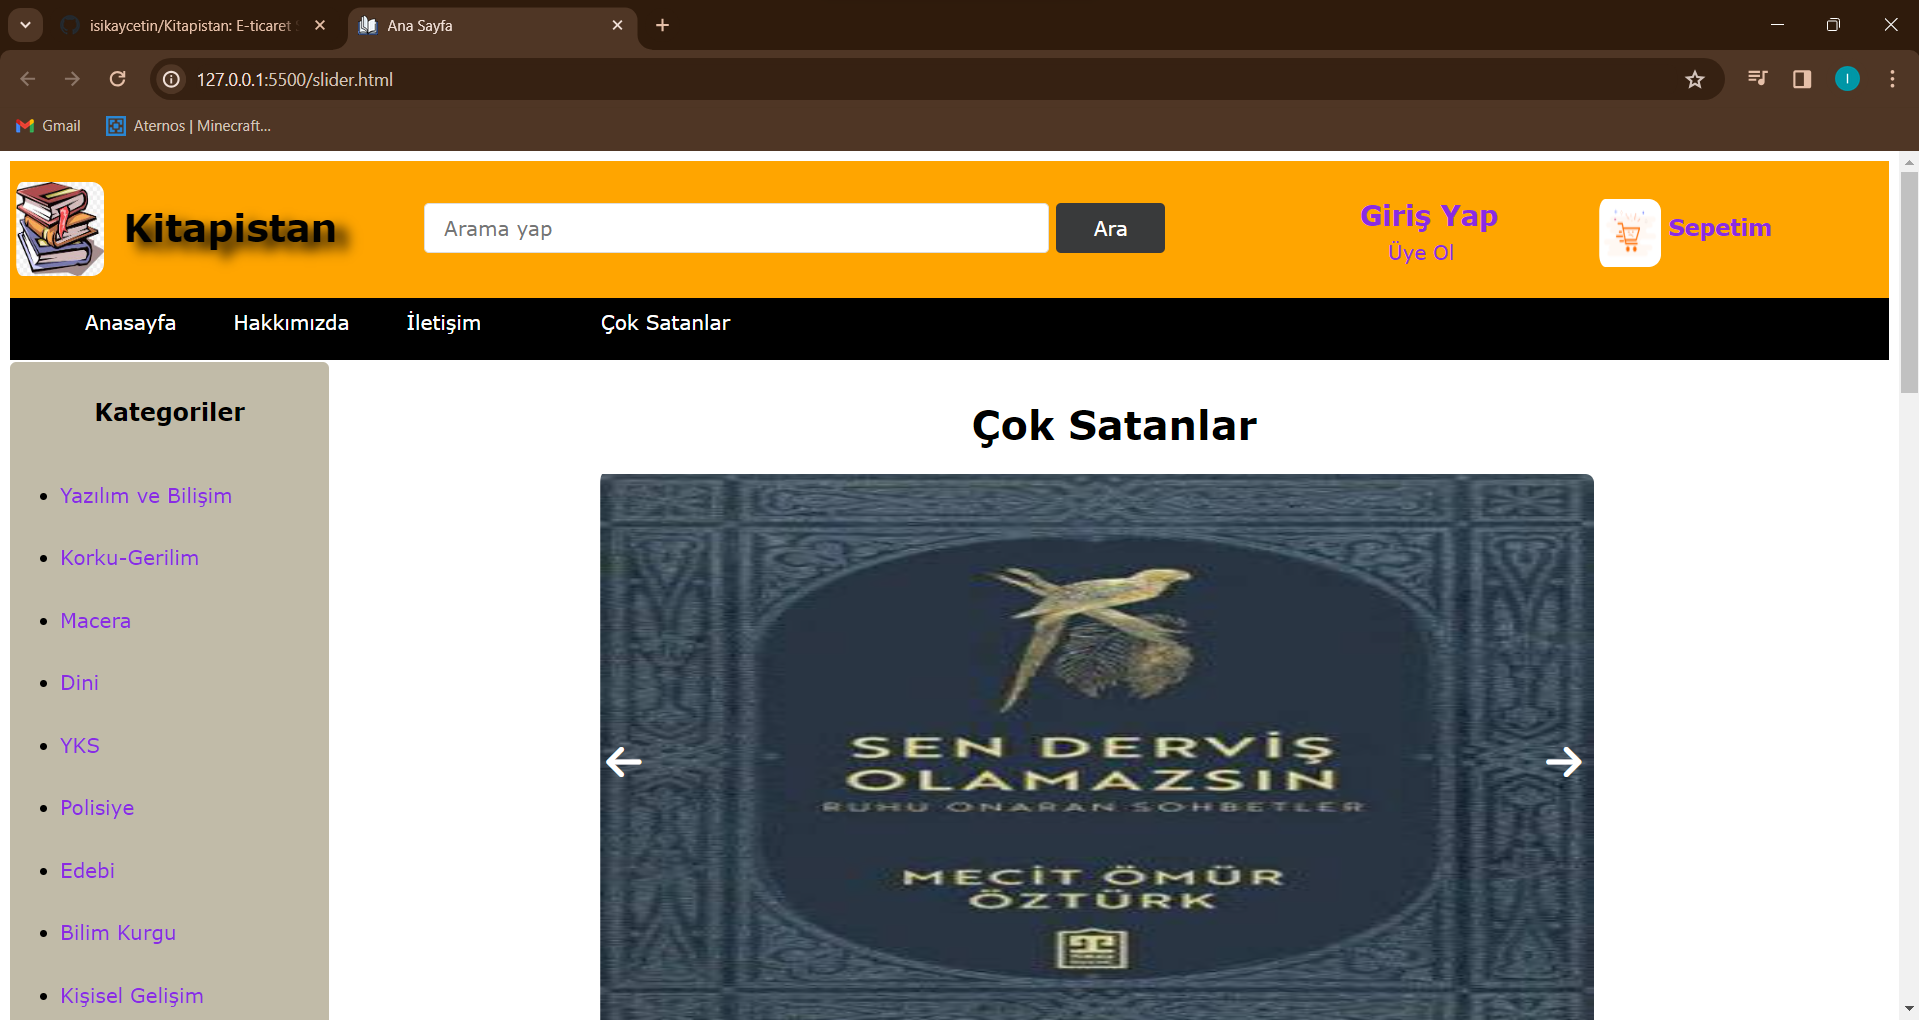 isikaycetin/Kitapistan: E-ticaret
Ana Sayfa
127.0.0.1:5500/slider.html
I
Gmail
Aternos | Minecraft...
Kitapistan
Arama yap
Ara
Giriş Yap
Üye Ol
Sepetim
Anasayfa
Hakkımızda
İletişim
Çok Satanlar
Kategoriler
Yazılım ve Bilişim
Korku-Gerilim
Macera
Dini
YKS
Polisiye
Edebi
Bilim Kurgu
Kişisel Gelişim
Çok Satanlar
SEN DERVİŞ
OLAMAZSIN
RUHU ONARAN SOHBETLER
MECİT ÖMÜR
ÖZTÜRK